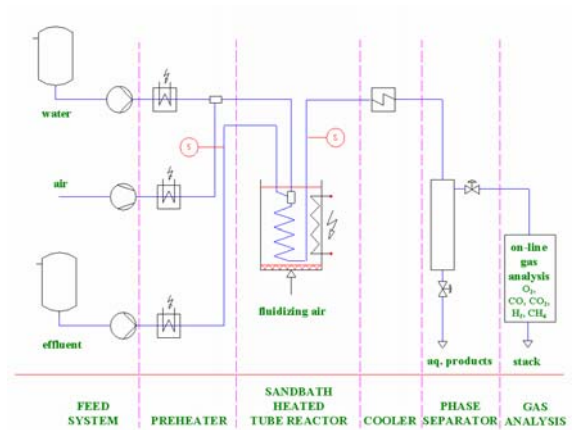 water
air
effluent
S
S
fluidizing air
on-line
gas
analysis
O₂,
CO, CO₂,
H₂, CH₄
aq. products
stack
FEED
SYSTEM
PREHEATER
SANDBATH
HEATED
TUBE REACTOR
COOLER
PHASE
SEPARATOR
GAS
ANALYSIS